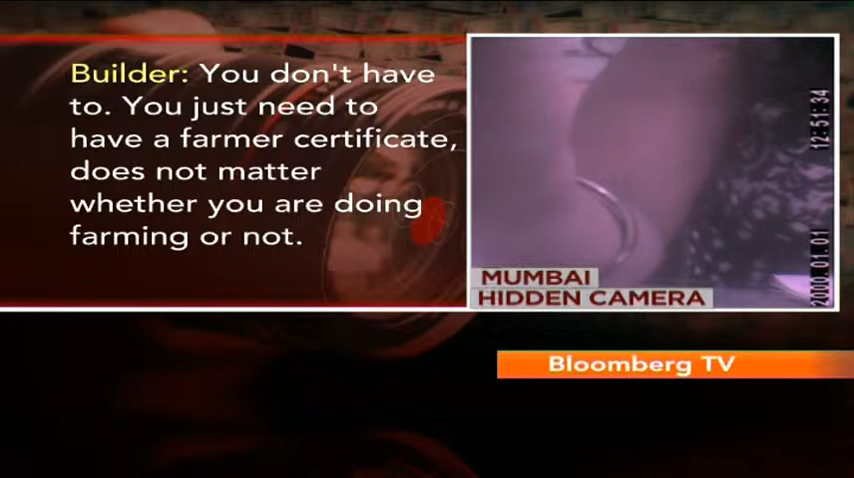 Builder: You don't have
to. You just need to
have a farmer certificate,
does not matter
whether you are doing
farming or not.
12:51:34
2000.01.01
MUMBAI
HIDDEN CAMERA
Bloomberg TV